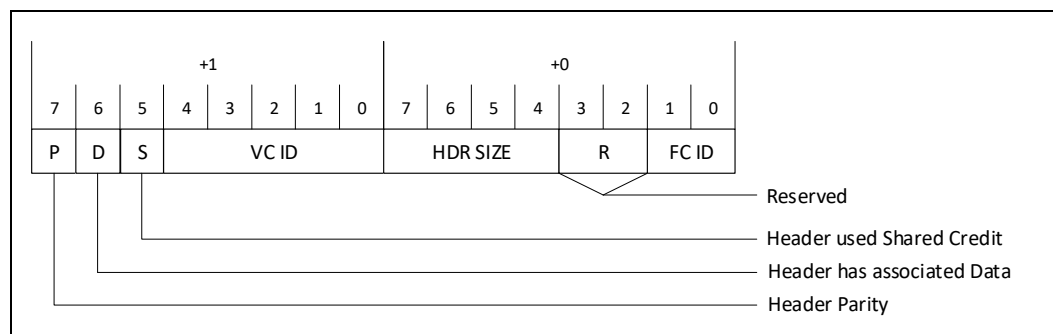 +1 +0
7 6 5 4 3 2 1 0 7 6 5 4 3 2 1 0
P D S VC ID HDR SIZE R FC ID
Reserved
Header used Shared Credit
Header has associated Data
Header Parity